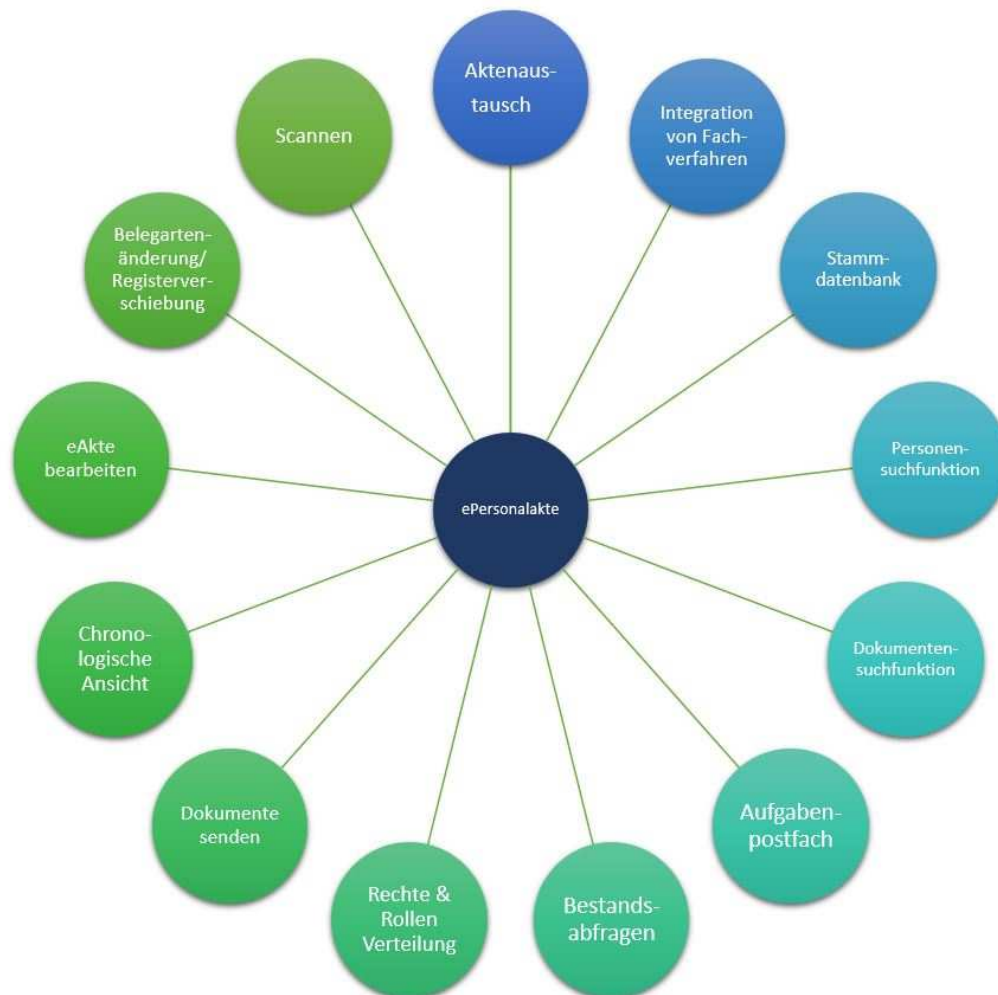 Aktenaus-
tausch
Integration
von Fach-
verfahren
Stamm-
datenbank
Personen-
suchfunktion
Dokumenten-
suchfunktion
Aufgaben-
postfach
Bestands-
abfragen
Rechte &
Rollen
Verteilung
Dokumente
senden
Chrono-
logische
Ansicht
eAkte
bearbeiten
Belegarten-
änderung/
Registerver-
schiebung
Scannen
ePersonalakte